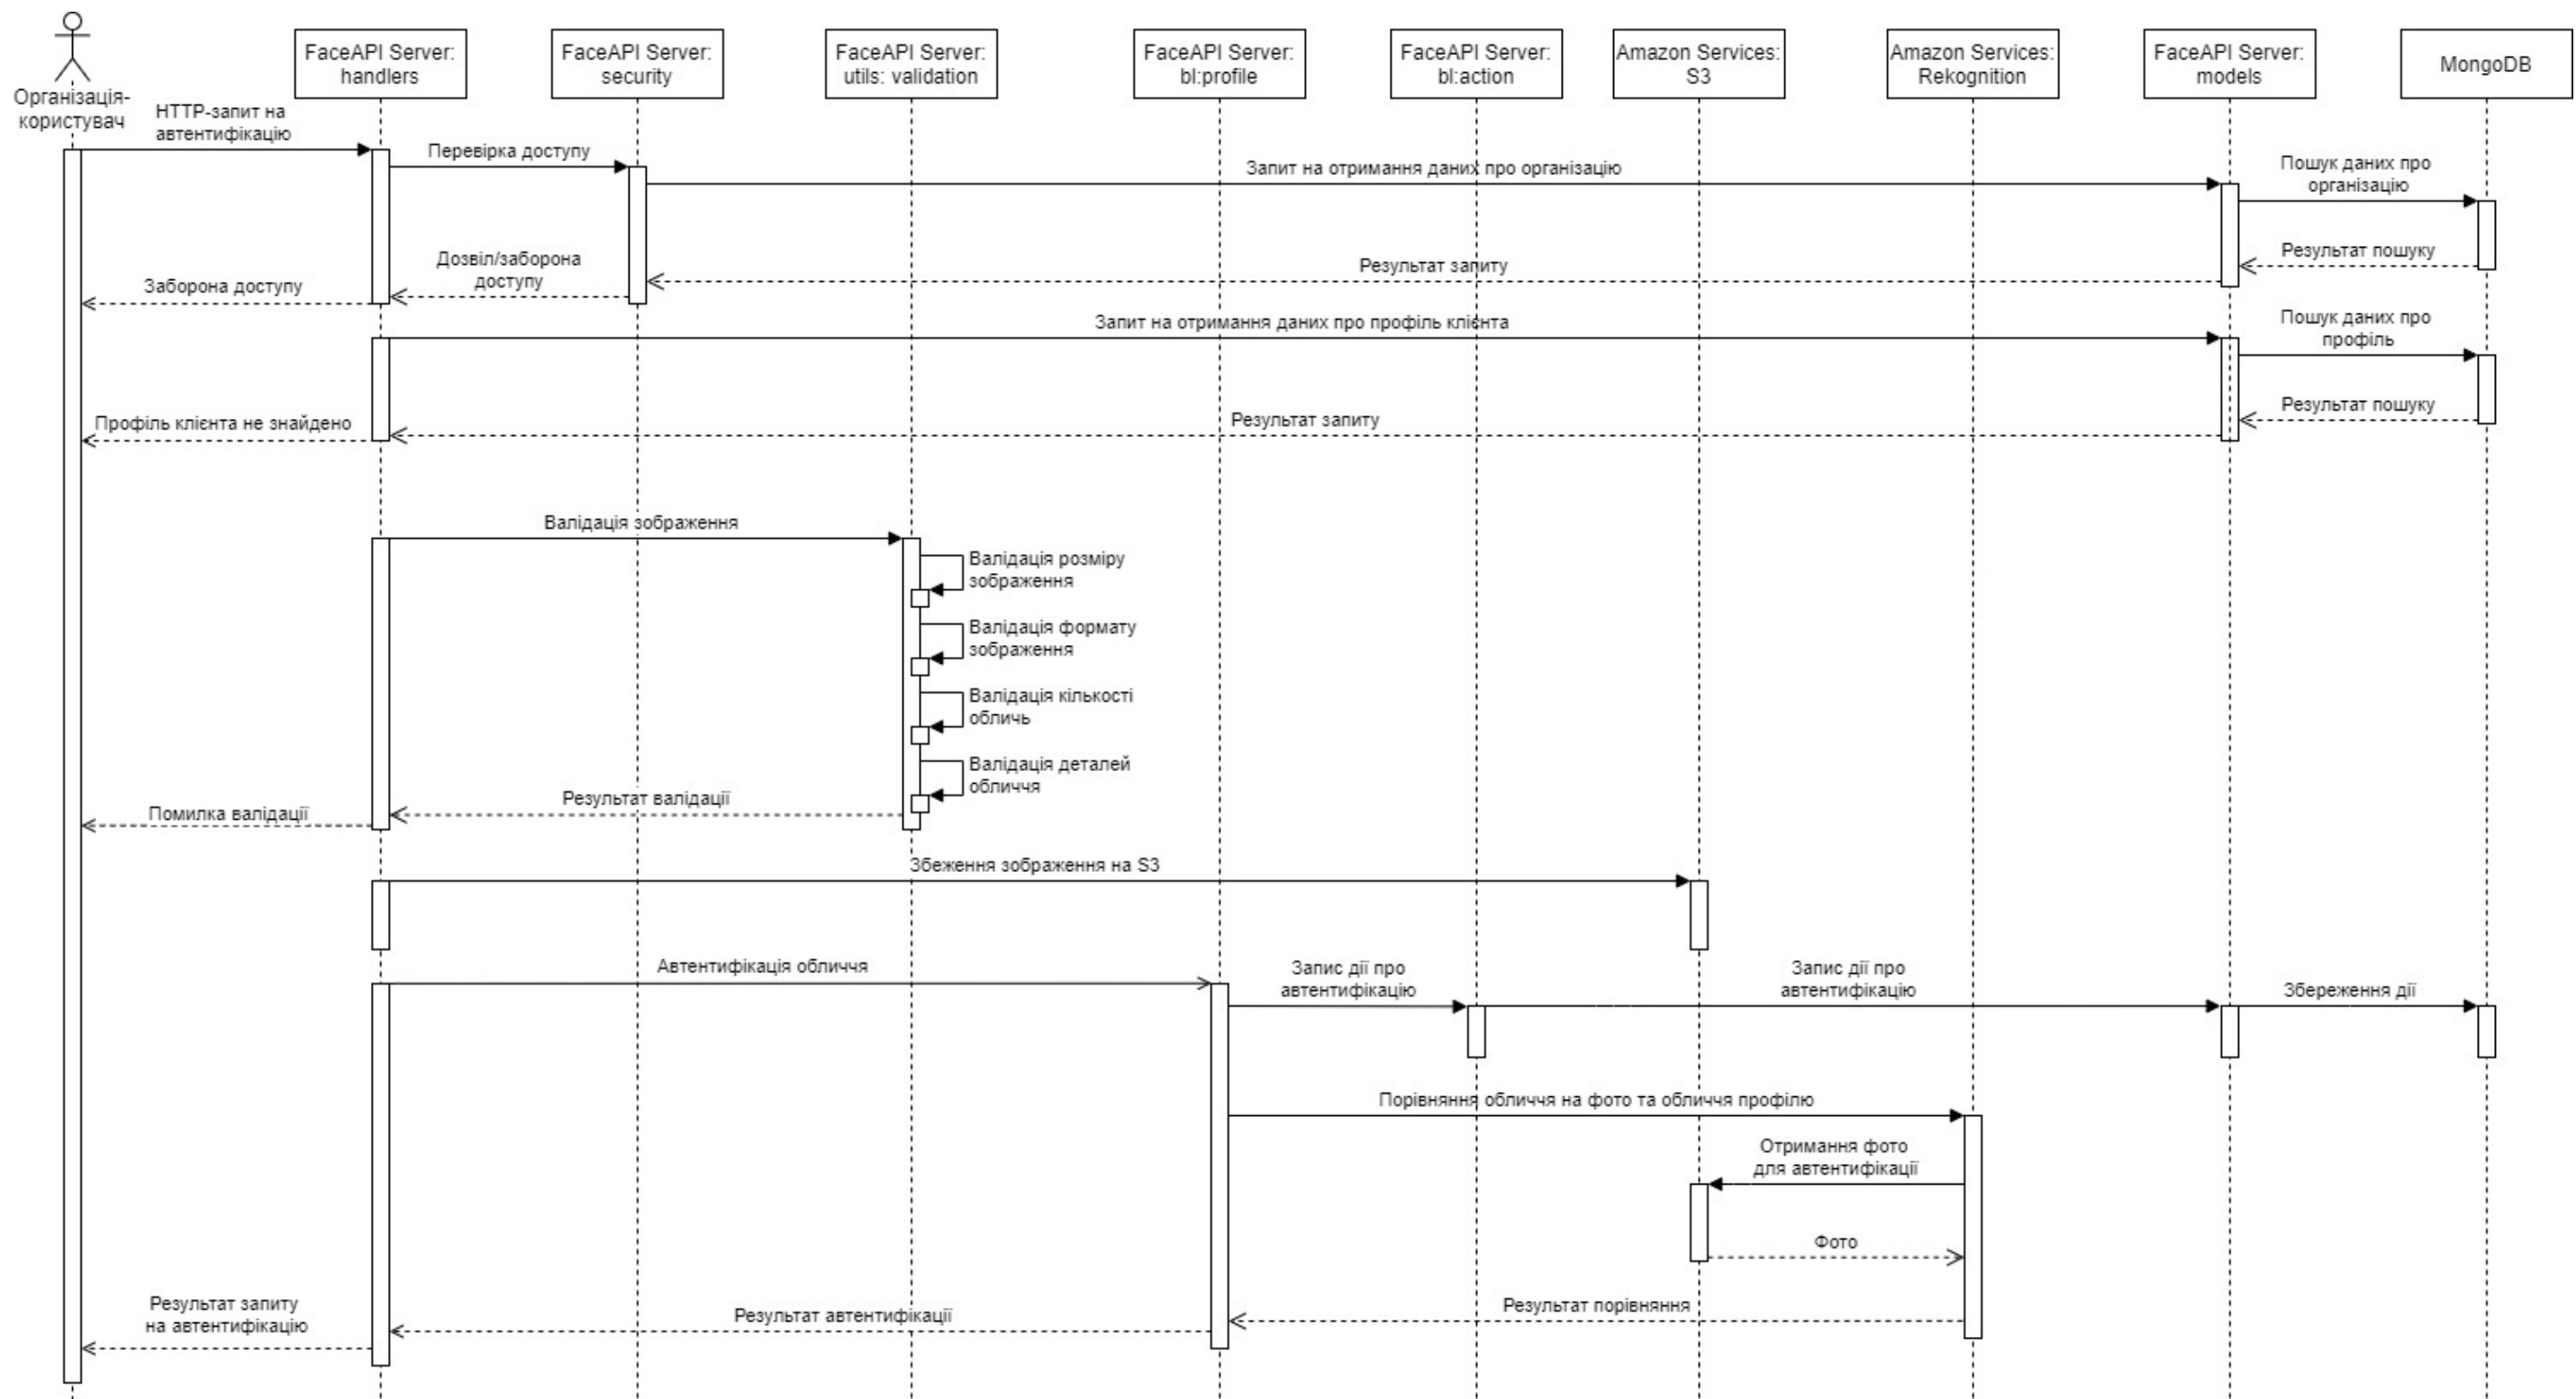 FaceAPI Server:
handlers
FaceAPI Server:
security
FaceAPI Server:
utils: validation
FaceAPI Server:
bl:profile
FaceAPI Server:
bl:action
Amazon Services:
S3
Amazon Services:
Rekognition
FaceAPI Server:
models
MongoDB
Організація-
користувач
HTTP-запит на
автентифікацію
Перевірка доступу
Запит на отримання даних про організацію
Пошук даних про
організацію
Результат пошуку
Результат запиту
Дозвіл/заборона
доступу
Заборона доступу
Запит на отримання даних про профіль клієнта
Пошук даних про
профіль
Результат пошуку
Результат запиту
Профіль клієнта не знайдено
Валідація зображення
Валідація розміру
зображення
Валідація формату
зображення
Валідація кількості
обличь
Валідація деталей
обличчя
Результат валідації
Помилка валідації
Збеження зображення на S3
Автентифікація обличчя
Запис дії про
автентифікацію
Запис дії про
автентифікацію
Збереження дії
Порівняння обличчя на фото та обличчя профілю
Отримання фото
для автентифікації
Фото
Результат порівняння
Результат автентифікації
Результат запиту
на автентифікацію